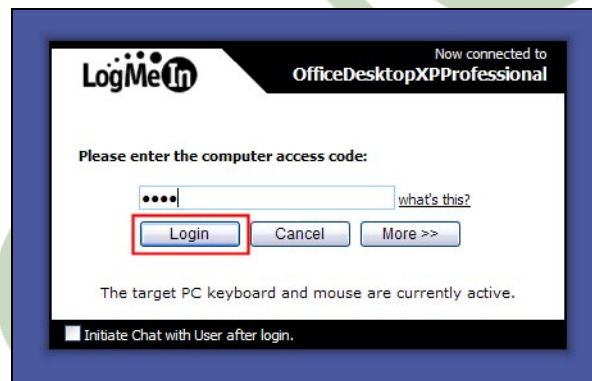 LogMeIn
Now connected to
OfficeDesktopXPProfessional
Please enter the computer access code:
••••
what's this?
Login Cancel More >>
The target PC keyboard and mouse are currently active.
Initiate Chat with User after login.